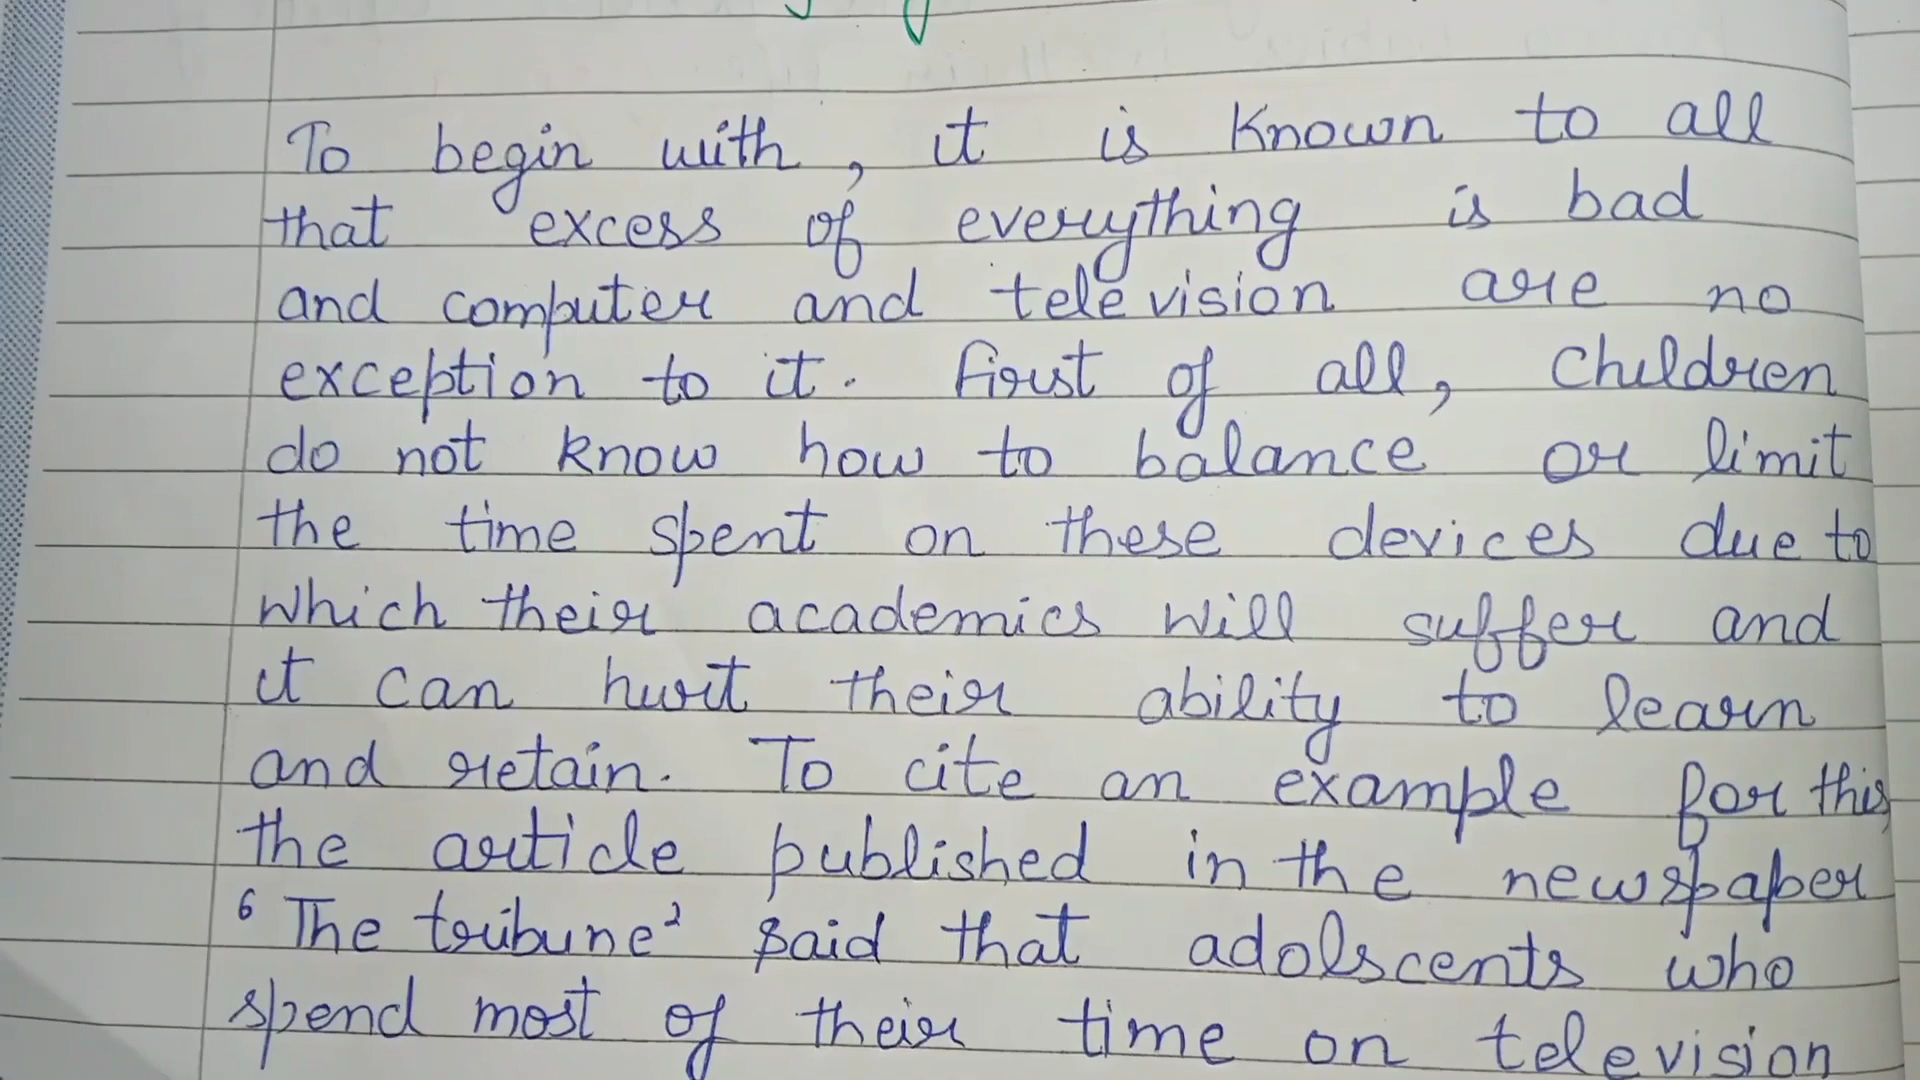 To begin with, it is known to all
that excess of everything is bad
and computer and television are no
exception to it. First of all, Children
do not know how to balance or limit
the time spent on these devices due to
which their academics will suffer and
it can hurt their ability to learn
and retain. To cite an example for this
the article published in the newspaper
‘The tribune’ said that adolscents who
spend most of their time on television